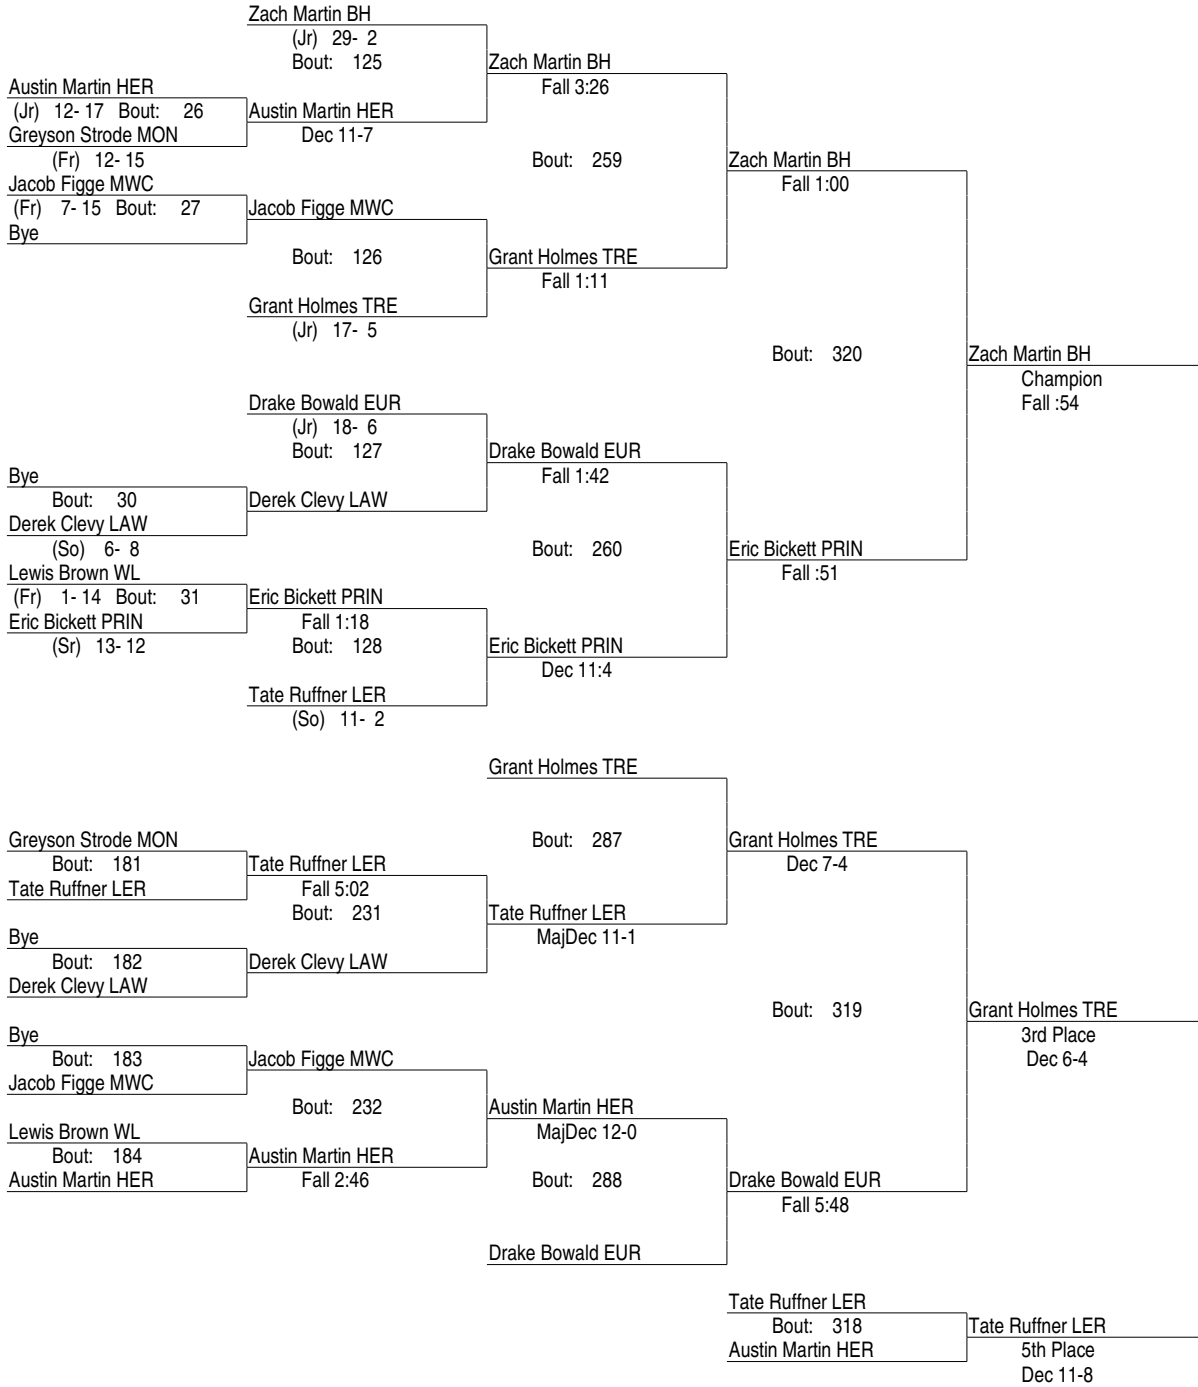 Zach Martin BH
(Jr) 29- 2
Bout: 125
Zach Martin BH
Fall 3:26
Austin Martin HER
(Jr) 12- 17 Bout: 26
Austin Martin HER
Dec 11-7
Greyson Strode MON
(Fr) 12- 15
Bout: 259
Zach Martin BH
Fall 1:00
Jacob Figge MWC
(Fr) 7- 15 Bout: 27
Jacob Figge MWC
Bye
Bout: 126
Grant Holmes TRE
Fall 1:11
Grant Holmes TRE
(Jr) 17- 5
Bout: 320
Zach Martin BH
Champion
Fall :54
Drake Bowald EUR
(Jr) 18- 6
Bout: 127
Drake Bowald EUR
Fall 1:42
Bye
Bout: 30
Derek Clevy LAW
Derek Clevy LAW
(So) 6- 8
Bout: 260
Eric Bickett PRIN
Fall :51
Lewis Brown WL
(Fr) 1- 14 Bout: 31
Eric Bickett PRIN
Fall 1:18
Eric Bickett PRIN
(Sr) 13- 12
Bout: 128
Eric Bickett PRIN
Dec 11:4
Tate Ruffner LER
(So) 11- 2
Grant Holmes TRE
Bout: 287
Grant Holmes TRE
Dec 7-4
Greyson Strode MON
Bout: 181
Tate Ruffner LER
Tate Ruffner LER
Fall 5:02
Bout: 231
Tate Ruffner LER
MajDec 11-1
Bye
Bout: 182
Derek Clevy LAW
Derek Clevy LAW
Bout: 319
Grant Holmes TRE
3rd Place
Dec 6-4
Bye
Bout: 183
Jacob Figge MWC
Jacob Figge MWC
Bout: 232
Austin Martin HER
MajDec 12-0
Lewis Brown WL
Bout: 184
Austin Martin HER
Austin Martin HER
Fall 2:46
Bout: 288
Drake Bowald EUR
Fall 5:48
Drake Bowald EUR
Tate Ruffner LER
Bout: 318
Austin Martin HER
Tate Ruffner LER
5th Place
Dec 11-8